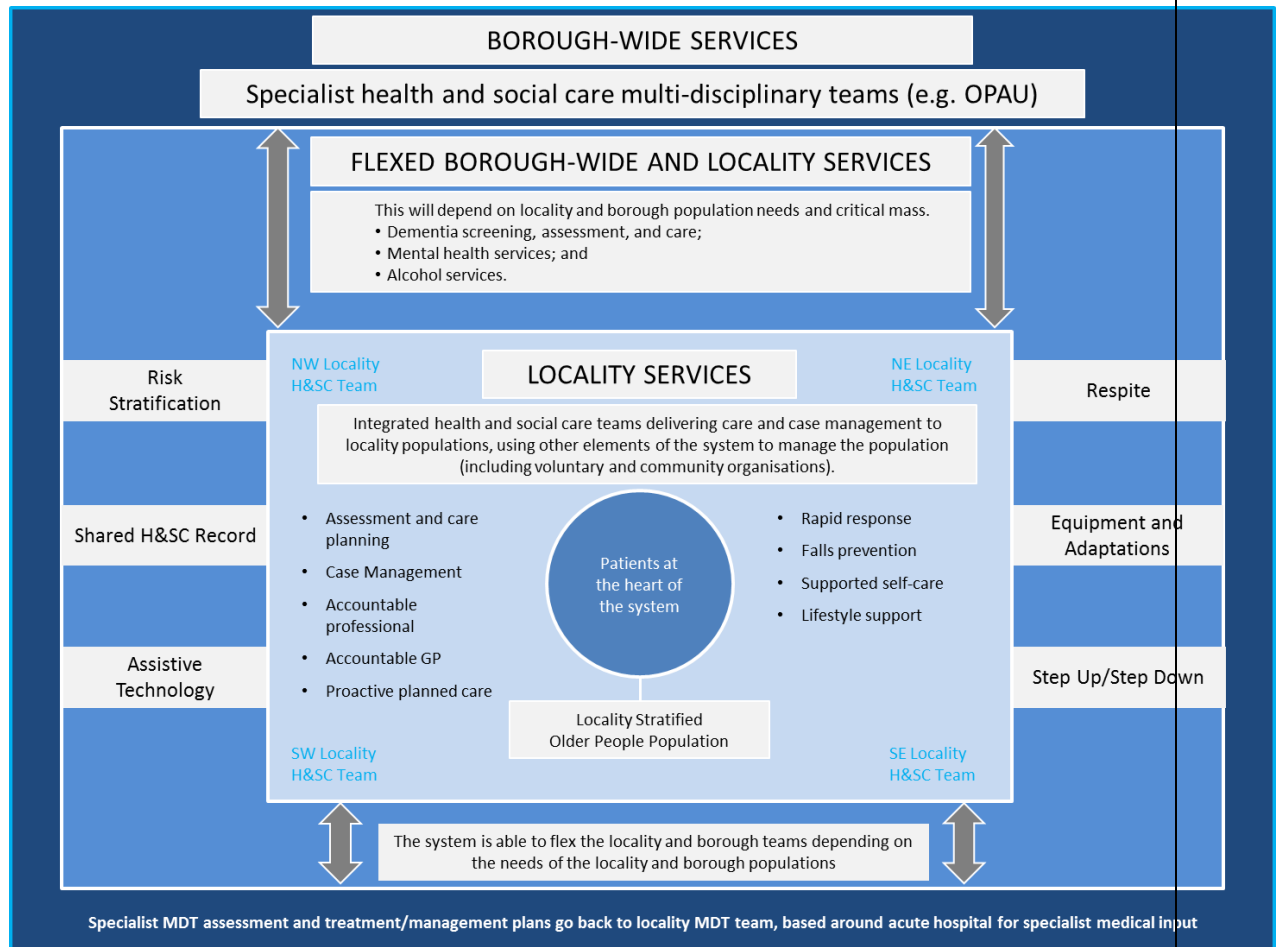 BOROUGH-WIDE SERVICES
Specialist health and social care multi-disciplinary teams (e.g. OPAU)
FLEXED BOROUGH-WIDE AND LOCALITY SERVICES
This will depend on locality and borough population needs and critical mass.
• Dementia screening, assessment, and care;
• Mental health services; and
• Alcohol services.
Risk
Stratification
Shared H&SC Record
Assistive
Technology
NW Locality
H&SC Team
LOCALITY SERVICES
NE Locality
H&SC Team
Integrated health and social care teams delivering care and case management to
locality populations, using other elements of the system to manage the population
(including voluntary and community organisations).
• Assessment and care
planning
• Case Management
• Accountable
professional
• Accountable GP
• Proactive planned care
Patients at
the heart of
the system
• Rapid response
• Falls prevention
• Supported self-care
• Lifestyle support
Locality Stratified
Older People Population
SW Locality
H&SC Team
SE Locality
H&SC Team
Respite
Equipment and
Adaptations
Step Up/Step Down
The system is able to flex the locality and borough teams depending on
the needs of the locality and borough populations
Specialist MDT assessment and treatment/management plans go back to locality MDT team, based around acute hospital for specialist medical input